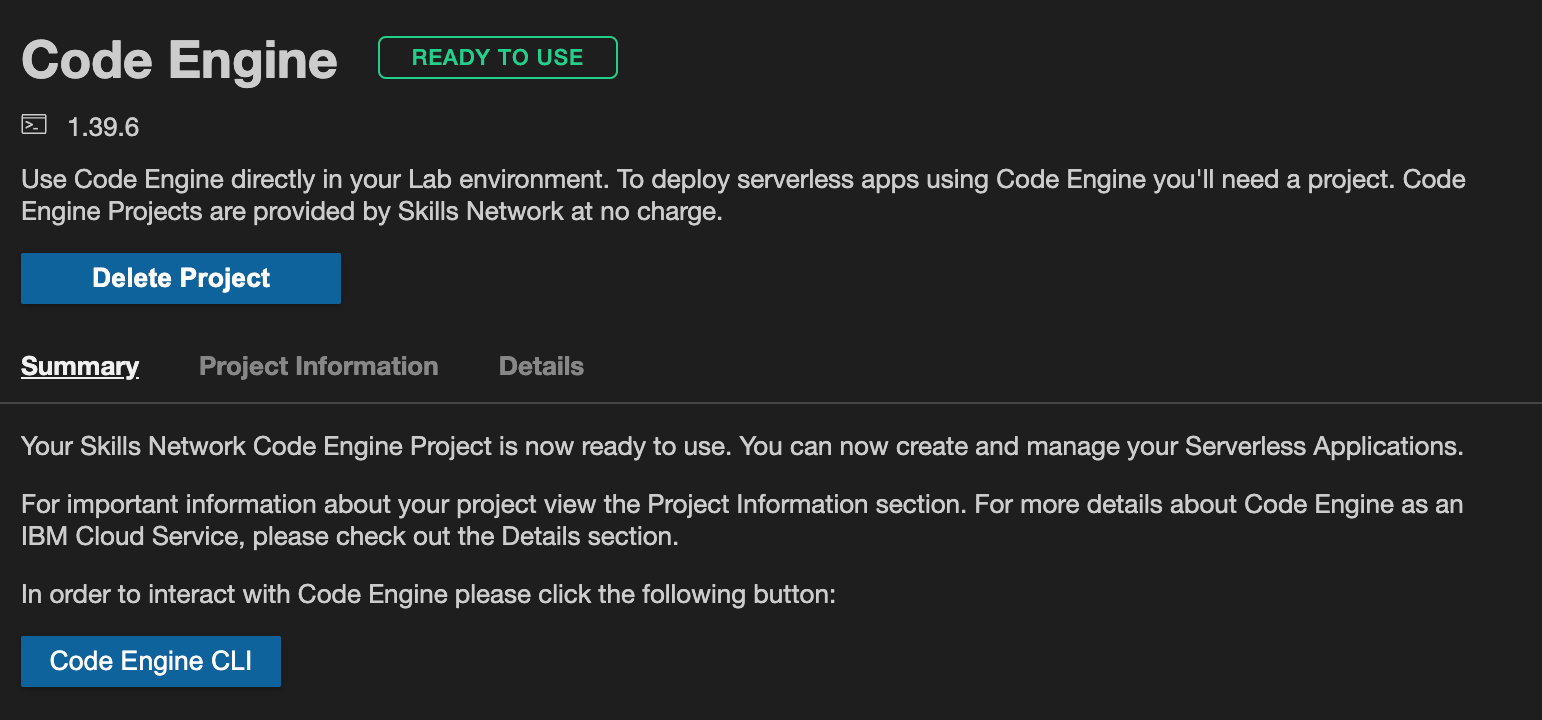 Code Engine
READY TO USE
1.39.6
Use Code Engine directly in your Lab environment. To deploy serverless apps using Code Engine you'll need a project. Code
Engine Projects are provided by Skills Network at no charge.
Delete Project
Summary
Project Information
Details
Your Skills Network Code Engine Project is now ready to use. You can now create and manage your Serverless Applications.
For important information about your project view the Project Information section. For more details about Code Engine as an
IBM Cloud Service, please check out the Details section.
In order to interact with Code Engine please click the following button:
Code Engine CLI